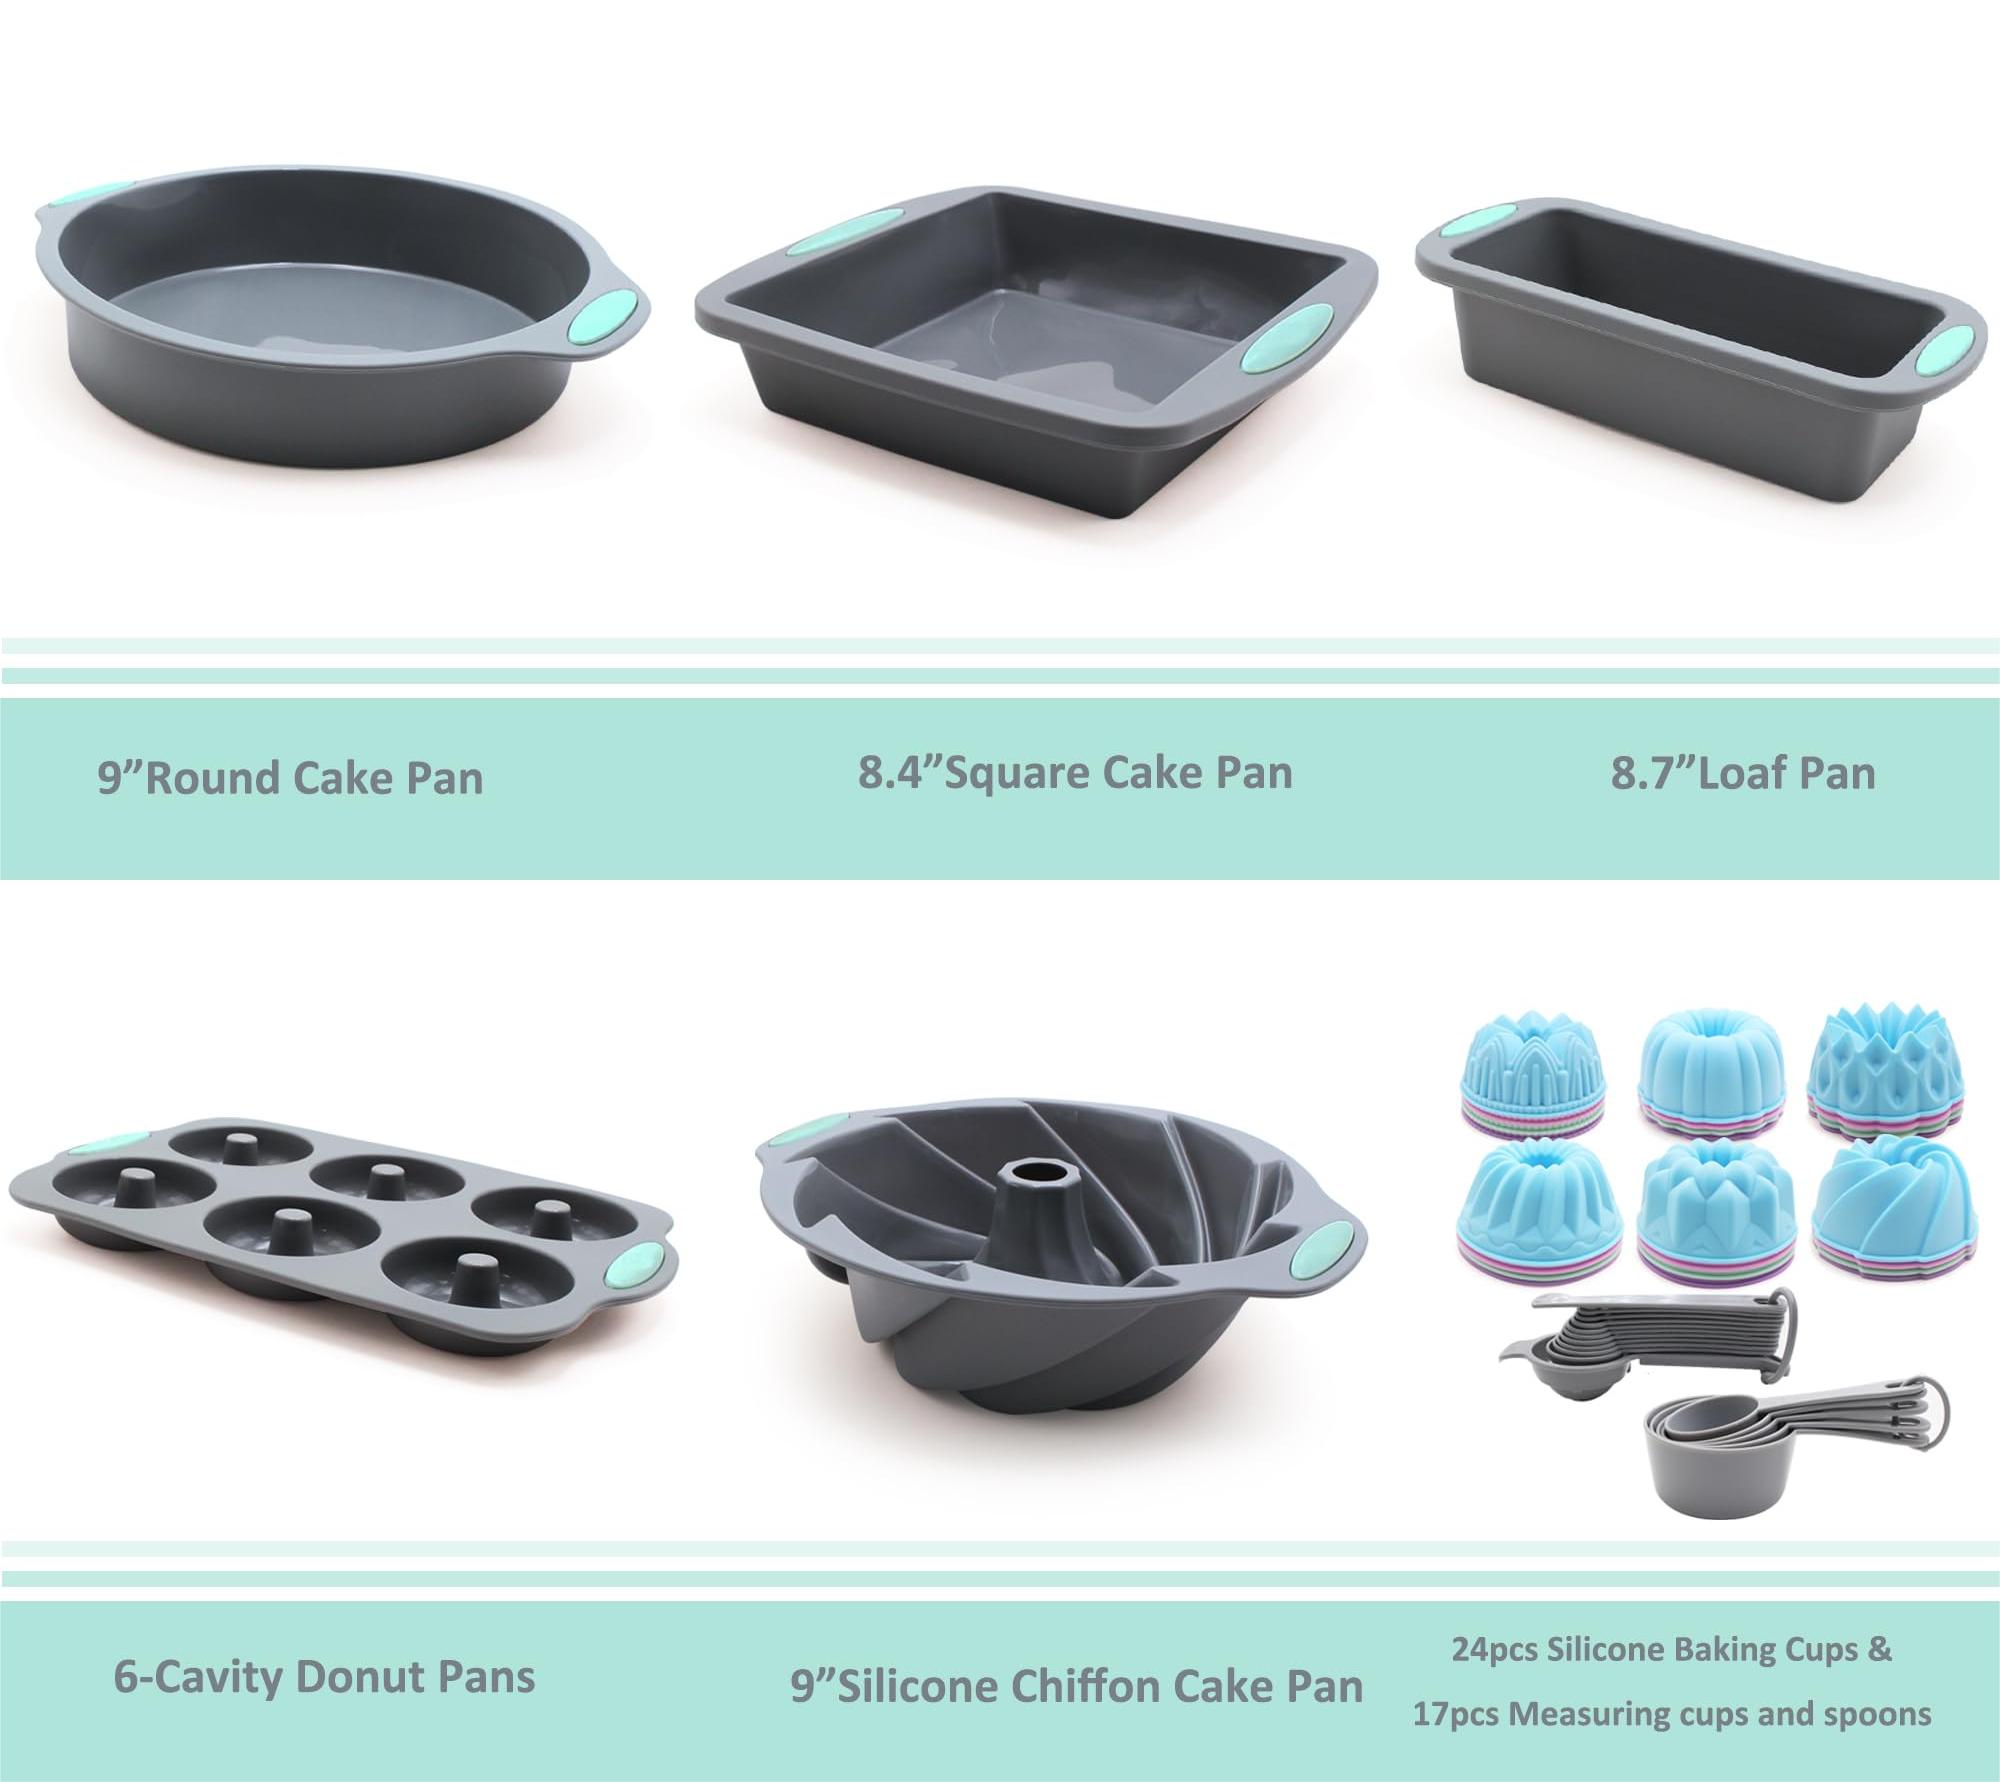 9”Round Cake Pan
8.4”Square Cake Pan
8.7”Loaf Pan
6-Cavity Donut Pans
9”Silicone Chiffon Cake Pan
24pcs Silicone Baking Cups &
17pcs Measuring cups and spoons